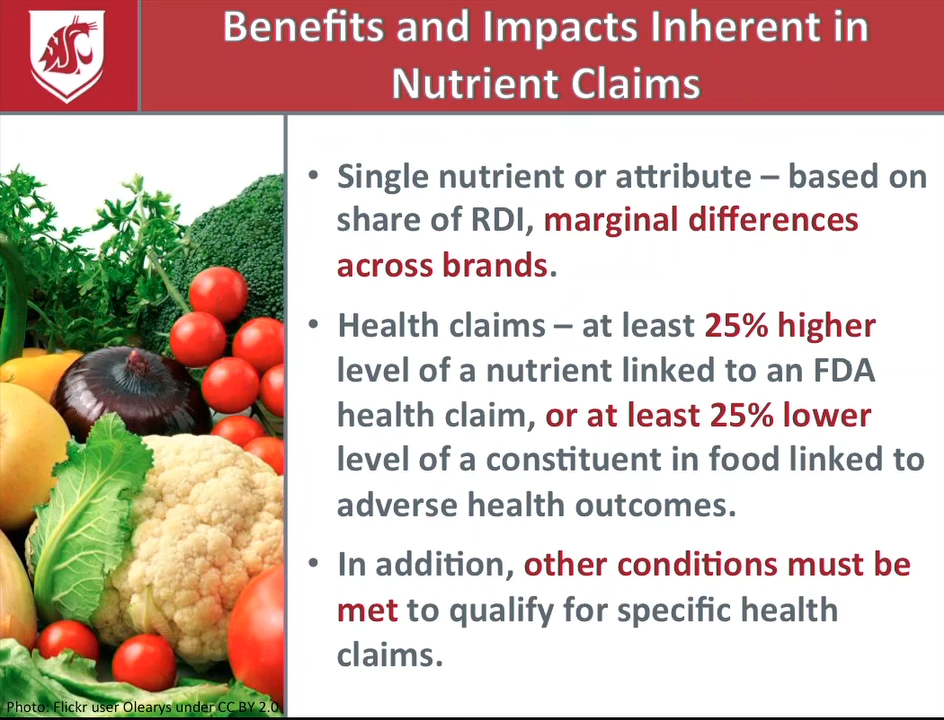 Benefits and Impacts Inherent in
Nutrient Claims
• Single nutrient or attribute – based on
share of RDI, marginal differences
across brands.
• Health claims – at least 25% higher
level of a nutrient linked to an FDA
health claim, or at least 25% lower
level of a constituent in food linked to
adverse health outcomes.
• In addition, other conditions must be
met to qualify for specific health
claims.
Photo: Flickr user Olearys under CC BY 2.0